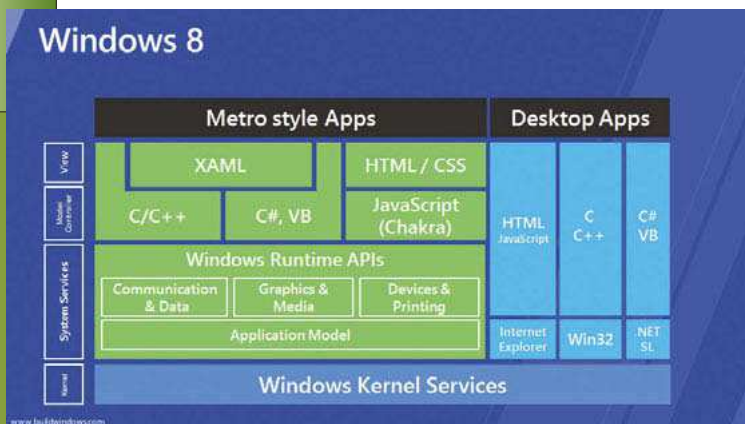 Windows 8
Metro style Apps
Desktop Apps
View
XAML
HTML / CSS
Model
Controller
C/C++
C#, VB
JavaScript
(Chakra)
HTML
JavaScript
C
C++
C#
VB
System Services
Windows Runtime APIs
Communication
& Data
Graphics &
Media
Devices &
Printing
Application Model
Internet
Explorer
Win32
.NET
SL
Kernel
Windows Kernel Services
www.buildwindows.com